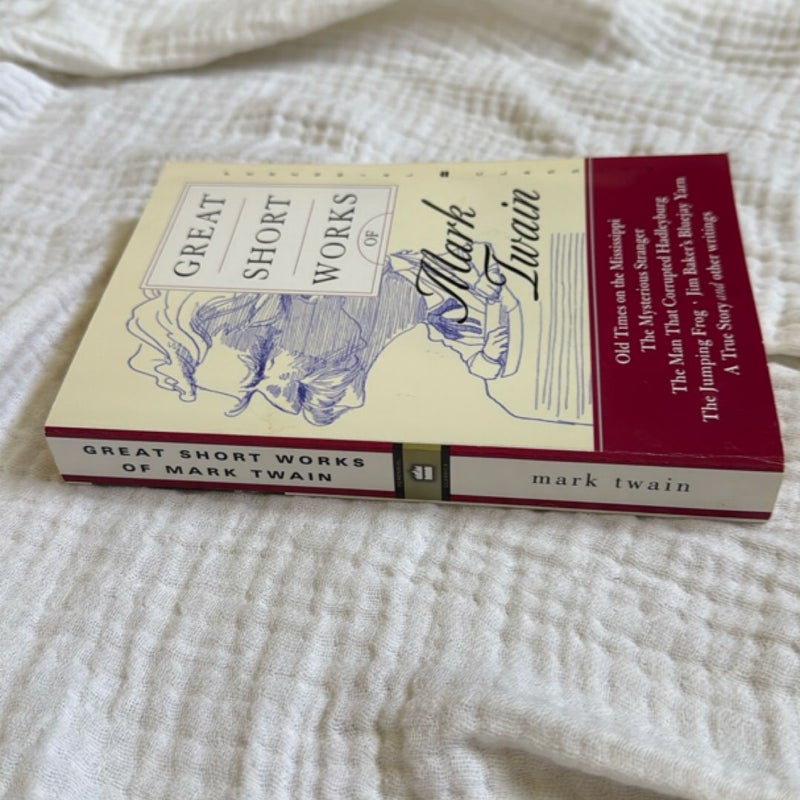 PERENNIAL CLASSICS
GREAT
SHORT
WORKS
OF
Mark
Twain
Old Times on the Mississippi
The Mysterious Stranger
The Man That Corrupted Hadleyburg
The Jumping Frog · Jim Baker's Bluejay Yarn
A True Story and other writings
GREAT SHORT WORKS
OF MARK TWAIN
mark twain